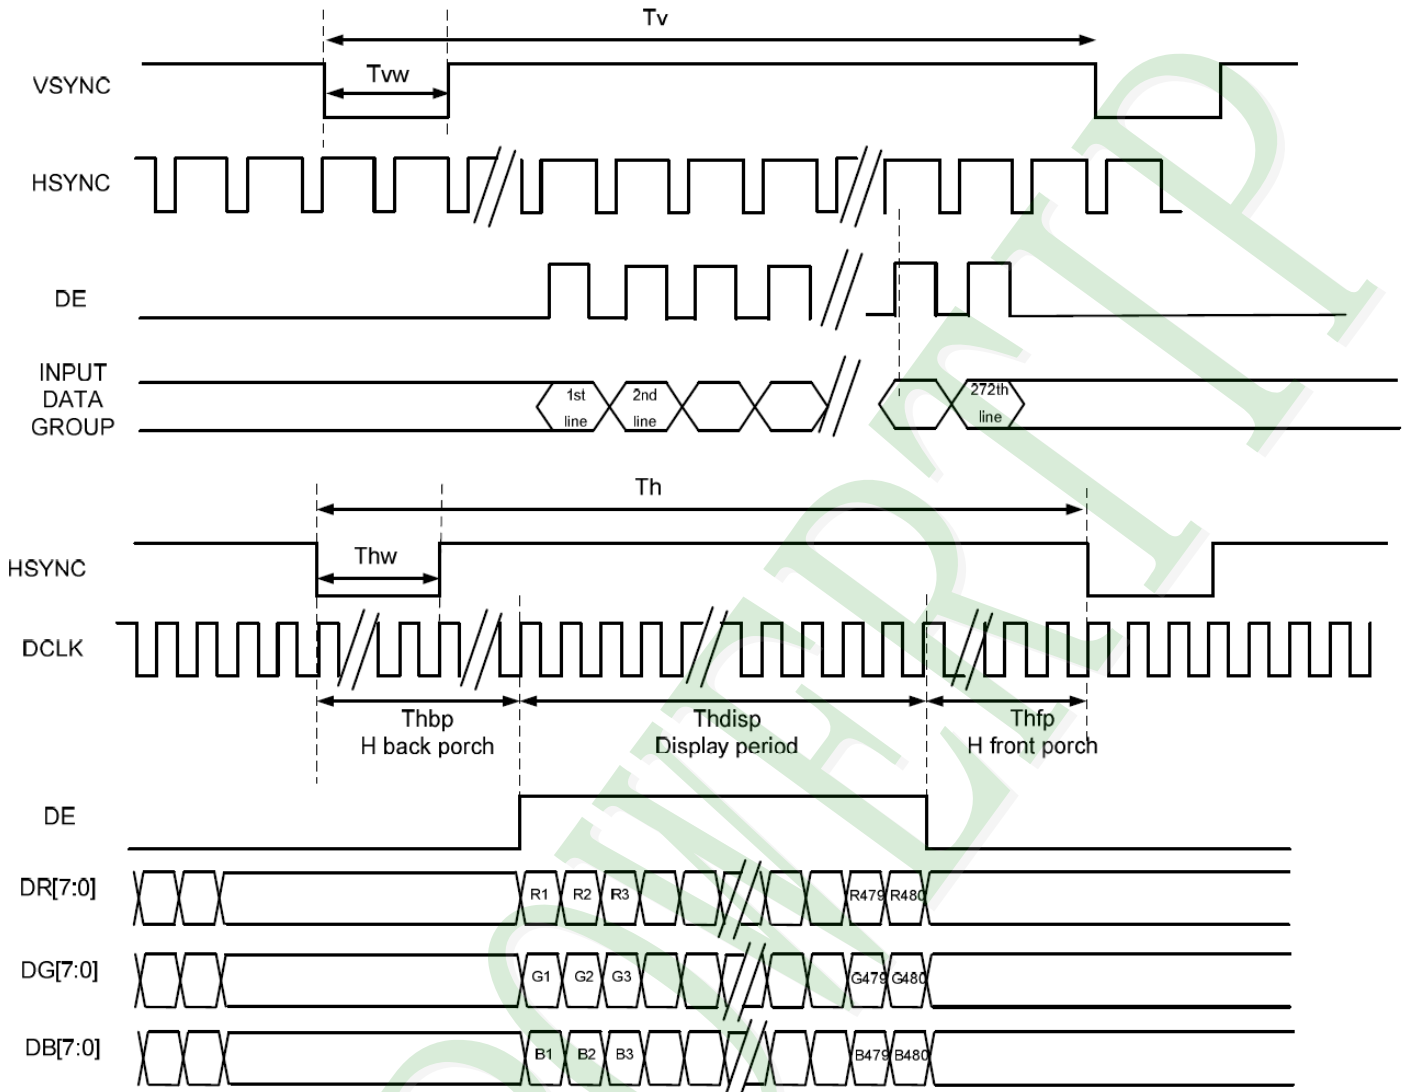 Tv
VSYNC
Tvw
HSYNC
DE
INPUT
DATA
GROUP
1st
line
2nd
line
272th
line
Th
HSYNC
Thw
DCLK
Thbp
H back porch
Thdisp
Display period
Thfp
H front porch
DE
DR[7:0]
R1 R2 R3 R479 R480
DG[7:0]
G1 G2 G3 G479 G480
DB[7:0]
B1 B2 B3 B479 B480
POWERTIP